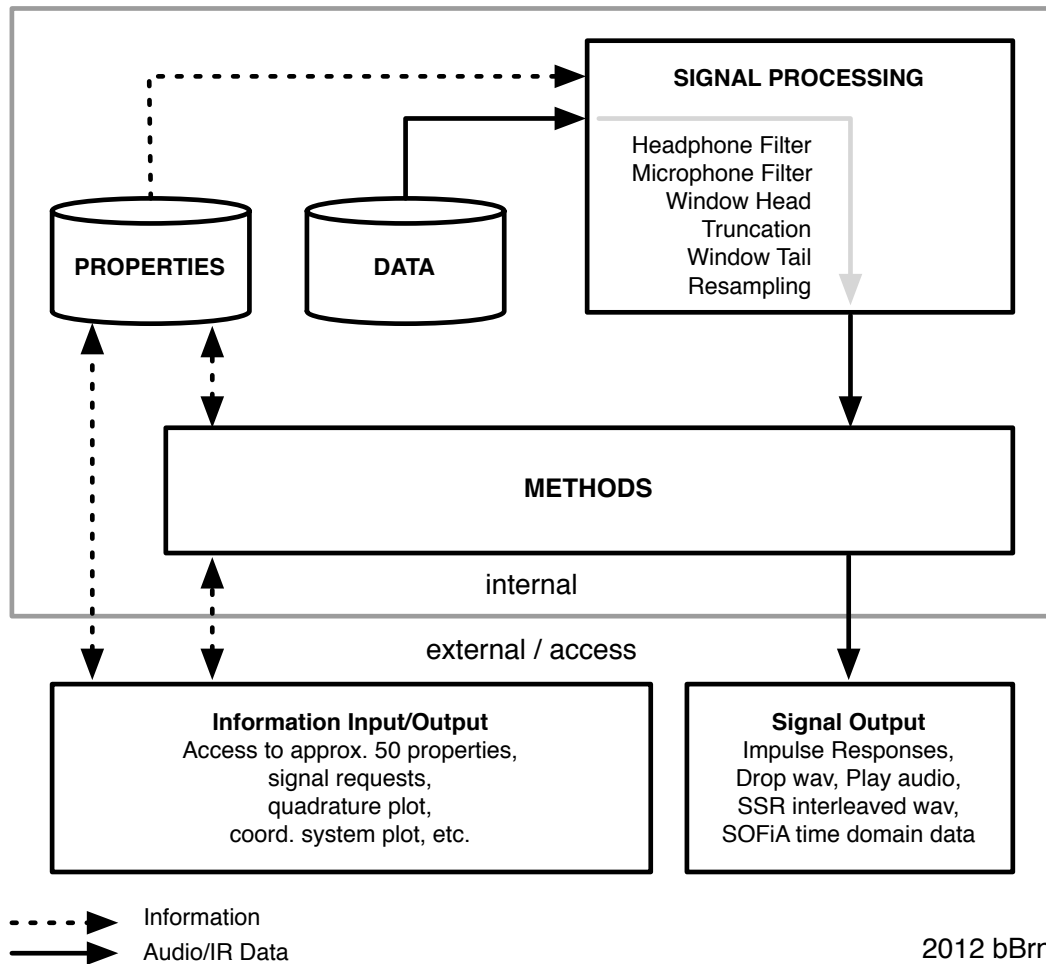 SIGNAL PROCESSING
Headphone Filter
Microphone Filter
Window Head
Truncation
Window Tail
Resampling
PROPERTIES
DATA
METHODS
internal
external / access
Information Input/Output
Access to approx. 50 properties,
signal requests,
quadrature plot,
coord. system plot, etc.
Signal Output
Impulse Responses,
Drop wav, Play audio,
SSR interleaved wav,
SOFiA time domain data
Information
Audio/IR Data
2012 bBrn